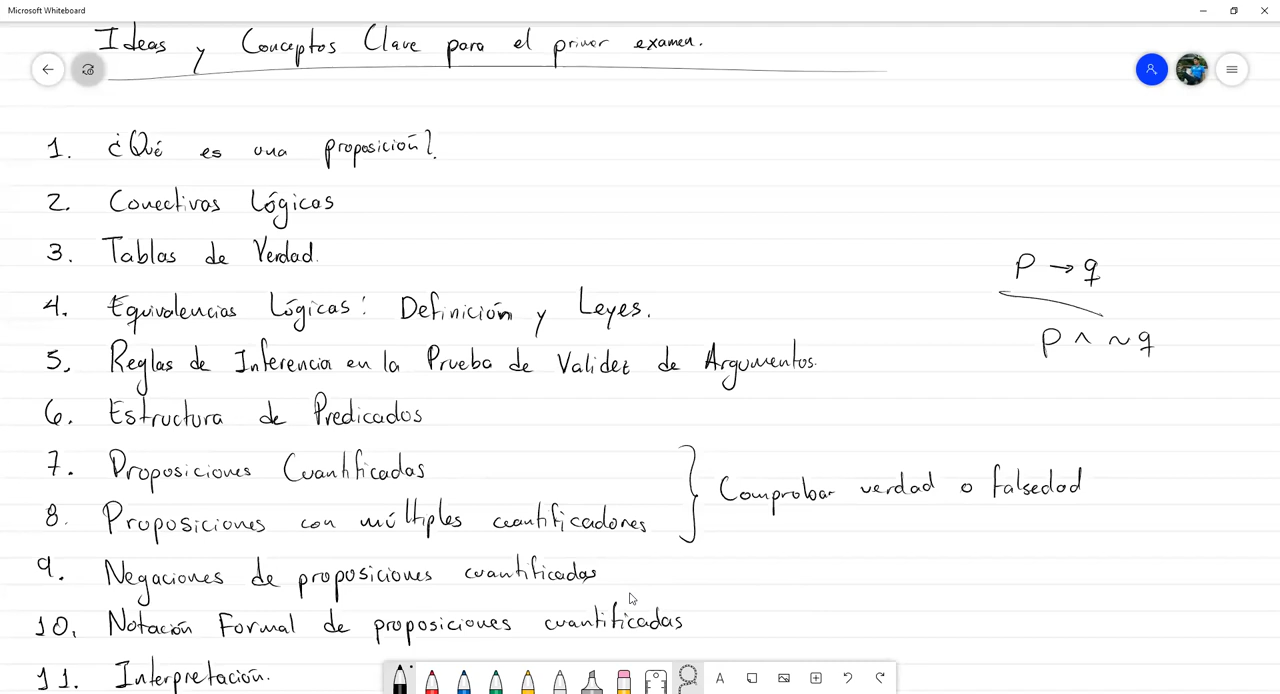 Microsoft Whiteboard
Ideas y Conceptos Clave para el primer examen.
1. ¿Qué es una proposición?.
2. Conectivas Lógicas
3. Tablas de Verdad.
4. Equivalencias Lógicas: Definición y Leyes.
5. Reglas de Inferencia en la Prueba de Validez de Argumentos.
6. Estructura de Predicados
7. Proposiciones Cuantificadas
8. Proposiciones con múltiples cuantificadores
Comprobar verdad o falsedad
9. Negaciones de proposiciones cuantificadas
10. Notación Formal de proposiciones cuantificadas
11. Interpretación.
p → q
p ∧ ~q
A